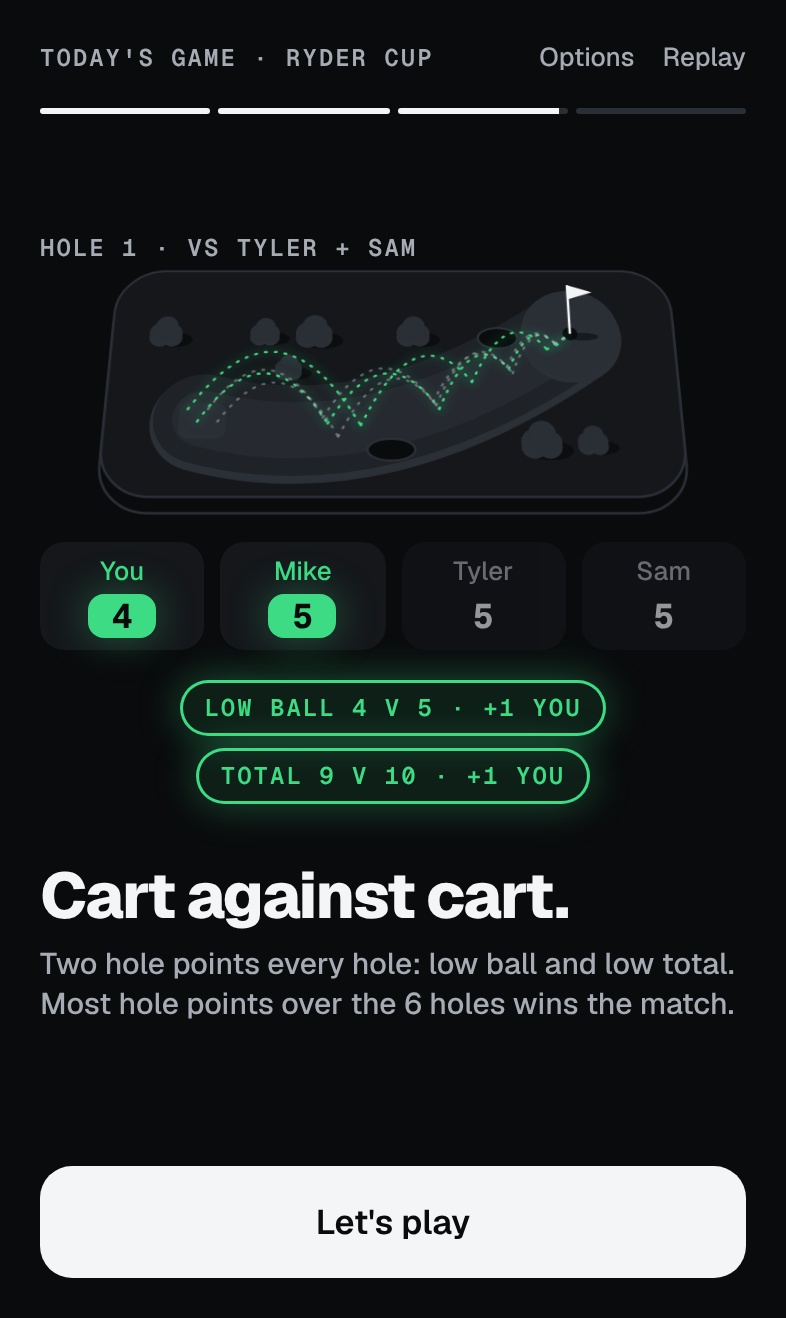 TODAY'S GAME · RYDER CUP
Options
Replay
HOLE 1 · VS TYLER + SAM
You
Mike
Tyler
Sam
4
5
5
5
LOW BALL 4 V 5 · +1 YOU
TOTAL 9 V 10 · +1 YOU
Cart against cart.
Two hole points every hole: low ball and low total.
Most hole points over the 6 holes wins the match.
Let's play